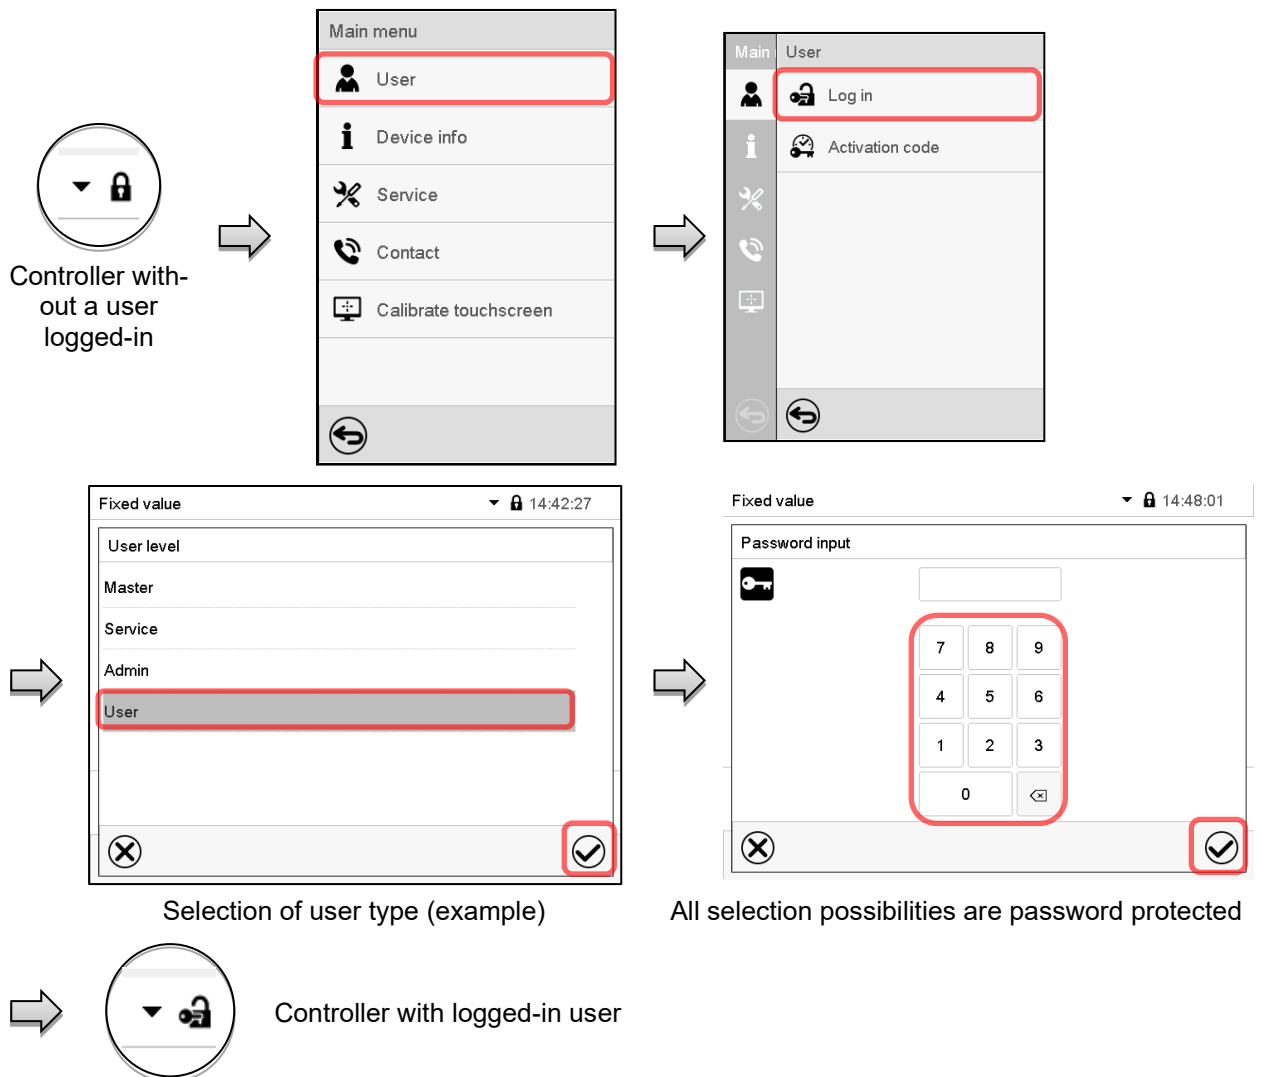 Controller with-
out a user
logged-in
Main menu
User
Device info
Service
Contact
Calibrate touchscreen
Main
User
Log in
Activation code
Fixed value
14:42:27
User level
Master
Service
Admin
User
Selection of user type (example)
Fixed value
14:48:01
Password input
7 8 9
4 5 6
1 2 3
0
All selection possibilities are password protected
Controller with logged-in user